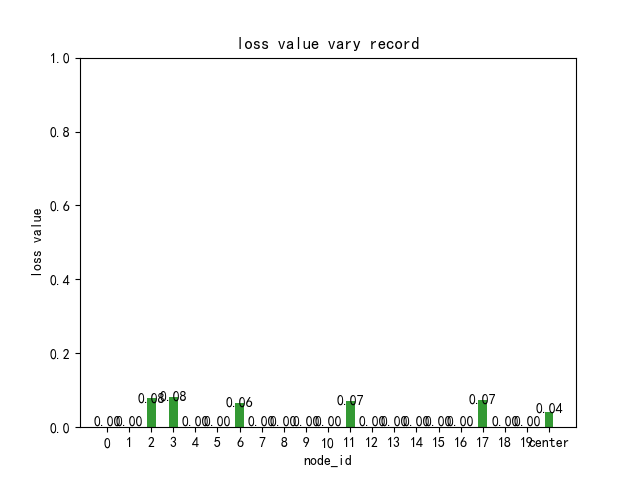 loss value vary record
loss value
1.0
0.8
0.6
0.4
0.2
0.0
0.00 0.00 0.08 0.08 0.00 0.00 0.06 0.00 0.00 0.00 0.00 0.07 0.00 0.00 0.00 0.00 0.00 0.07 0.00 0.00 0.04
0 1 2 3 4 5 6 7 8 9 10 11 12 13 14 15 16 17 18 19 center
node_id